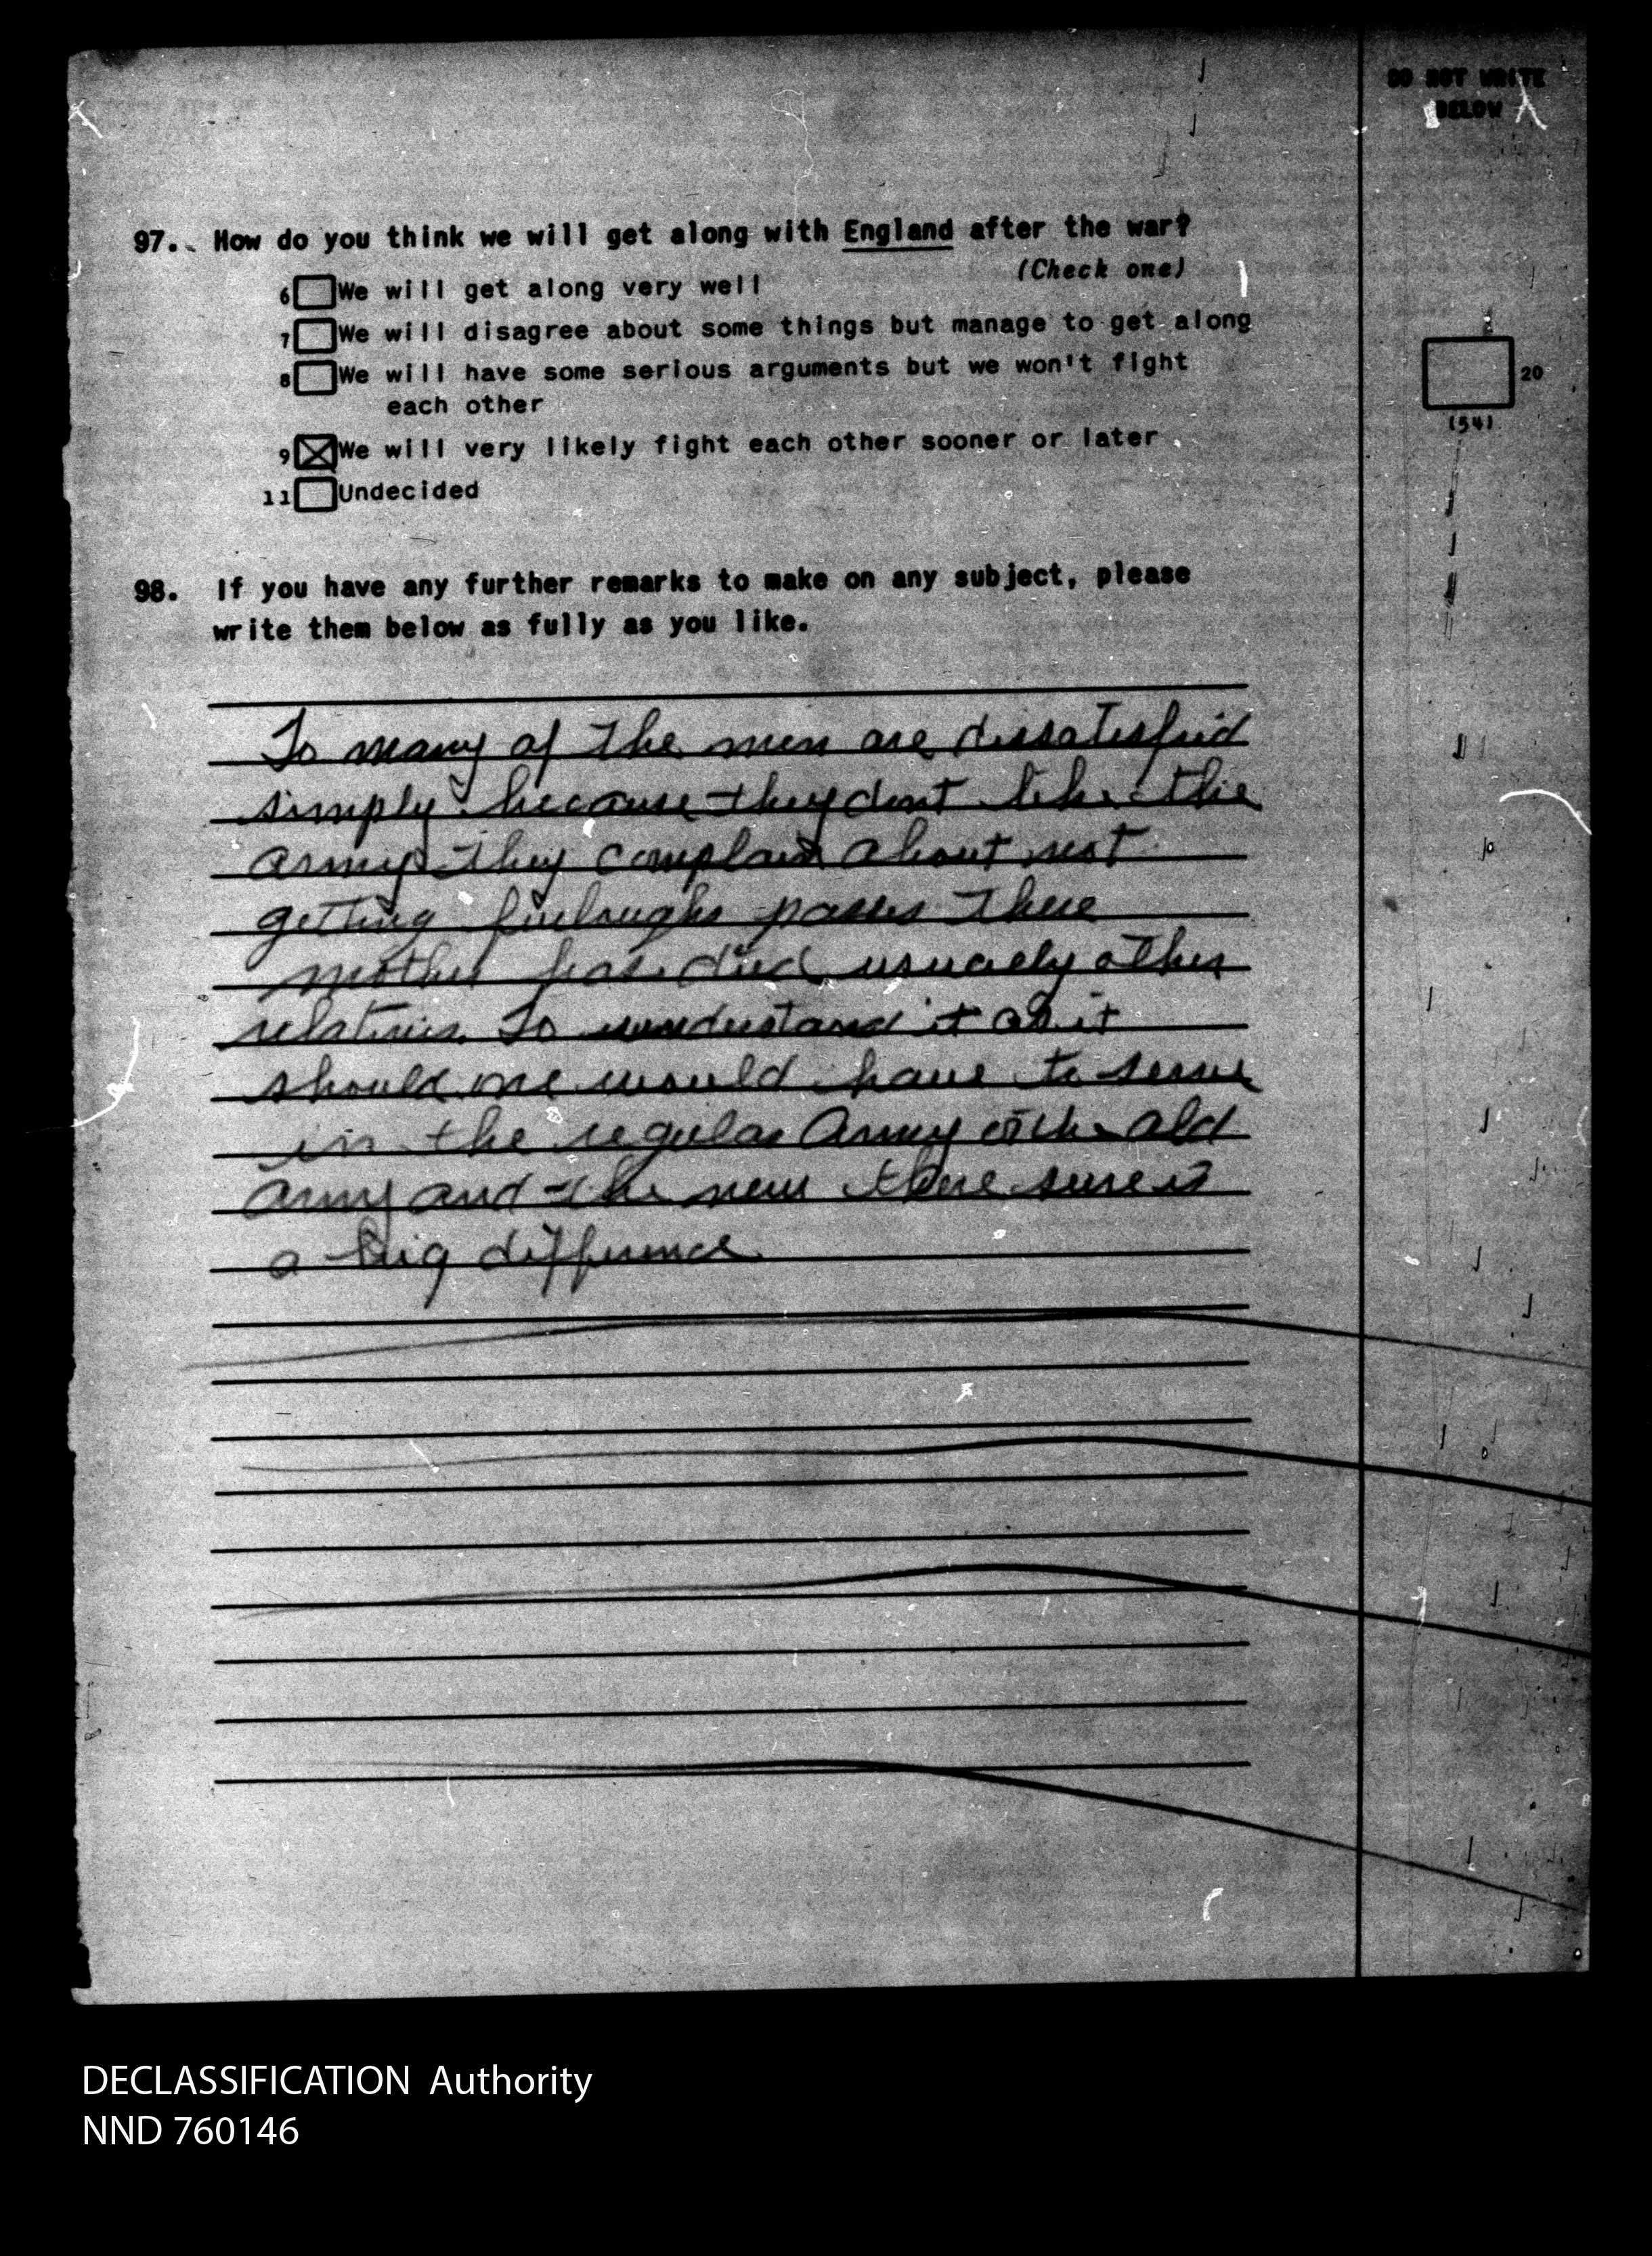 DO NOT WRITE
BELOW
97. How do you think we will get along with England after the war?
(Check one)
6 We will get along very well
7 We will disagree about some things but manage to get along
8 We will have some serious arguments but we won't fight
each other
9 We will very likely fight each other sooner or later
11 Undecided
20
(54)
98. If you have any further remarks to make on any subject, please
write them below as fully as you like.
To many of the men are dissatisfied
simply because they dont like the
army they complain about not
getting furloughs passes there
mother has died usually other
relatives. To understand it as it
should one would have to serve
in the regular Army or the old
army and the new there sure is
a big difference
DECLASSIFICATION Authority
NND 760146